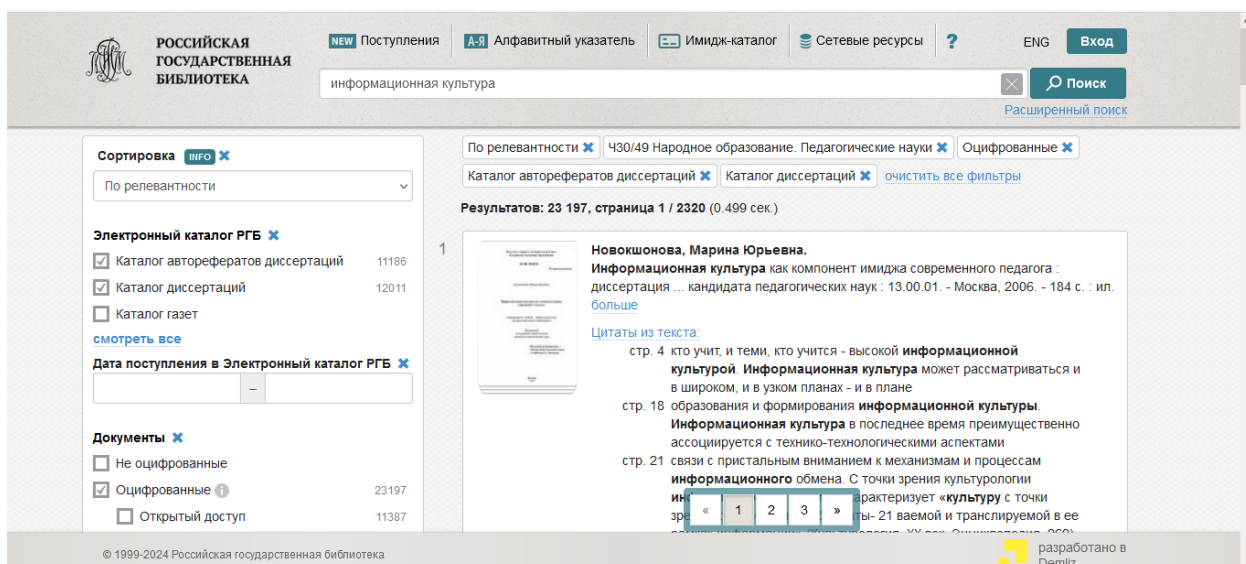 РОССИЙСКАЯ
ГОСУДАРСТВЕННАЯ
БИБЛИОТЕКА
NEW Поступления
А-Я Алфавитный указатель
Имидж-каталог
Сетевые ресурсы
?
ENG
Вход
информационная культура
Поиск
Расширенный поиск
Сортировка INFO
По релевантности
Электронный каталог РГБ
Каталог авторефератов диссертаций 11186
Каталог диссертаций 12011
Каталог газет
смотреть все
Дата поступления в Электронный каталог РГБ
–
Документы
Не оцифрованные
Оцифрованные 23197
Открытый доступ 11387
По релевантности
Ч30/49 Народное образование. Педагогические науки
Оцифрованные
Каталог авторефератов диссертаций
Каталог диссертаций
очистить все фильтры
Результатов: 23 197, страница 1 / 2320 (0.499 сек.)
1
Новокшонова, Марина Юрьевна.
Информационная культура как компонент имиджа современного педагога :
диссертация ... кандидата педагогических наук : 13.00.01. - Москва, 2006. - 184 с. : ил.
больше
Цитаты из текста:
стр. 4 кто учит, и теми, кто учится - высокой информационной
культурой. Информационная культура может рассматриваться и
в широком, и в узком планах - и в плане
стр. 18 образования и формирования информационной культуры.
Информационная культура в последнее время преимущественно
ассоциируется с технико-технологическими аспектами
стр. 21 связи с пристальным вниманием к механизмам и процессам
информационного обмена. С точки зрения культурологии
арактеризует «культуру с точки
ты- 21 ваемой и транслируемой в ее
« 1 2 3 »
© 1999-2024 Российская государственная библиотека
разработано в
Demliz